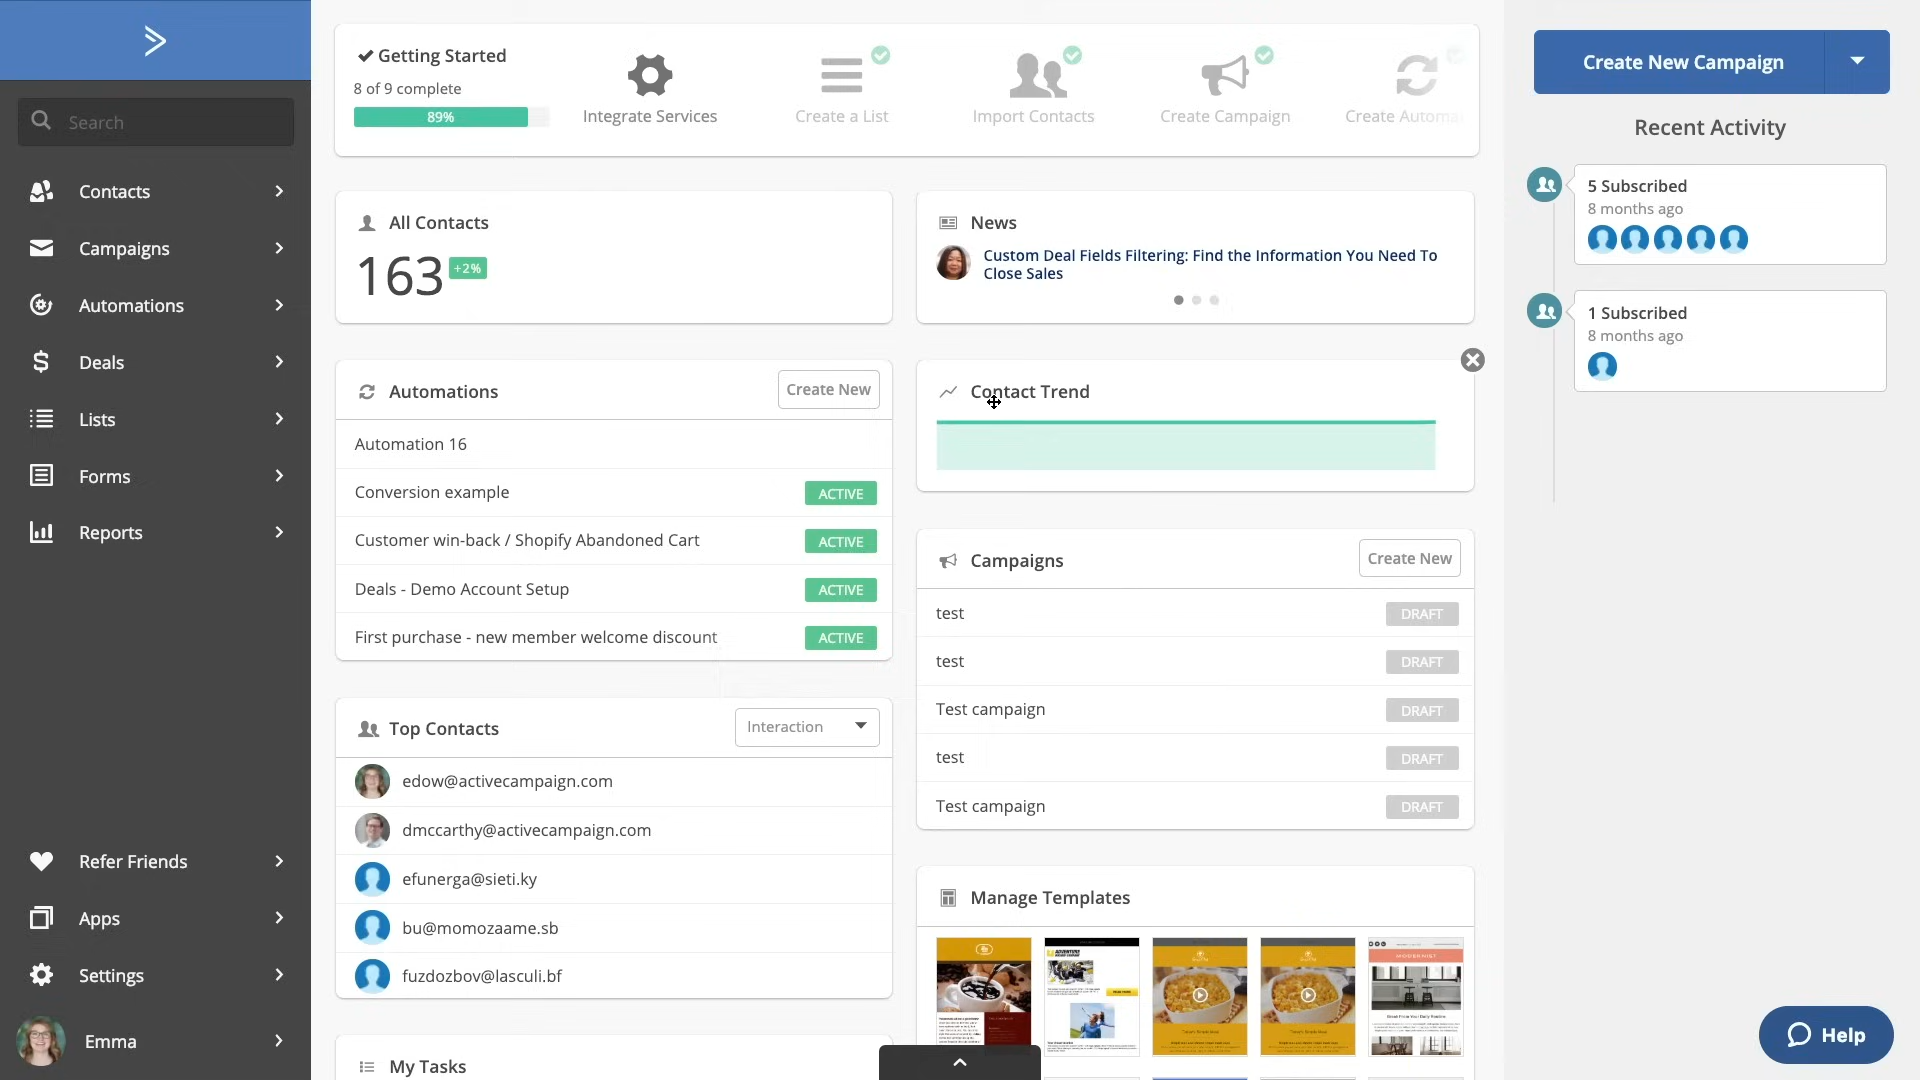 Search
Contacts
Campaigns
Automations
Deals
Lists
Forms
Reports
Refer Friends
Apps
Settings
Emma
Getting Started
8 of 9 complete
89%
Integrate Services
Create a List
Import Contacts
Create Campaign
Create Automa
All Contacts
163 +2%
News
Custom Deal Fields Filtering: Find the Information You Need To
Close Sales
Automations
Create New
Automation 16
Conversion example ACTIVE
Customer win-back / Shopify Abandoned Cart ACTIVE
Deals - Demo Account Setup ACTIVE
First purchase - new member welcome discount ACTIVE
Contact Trend
Campaigns
Create New
test DRAFT
test DRAFT
Test campaign DRAFT
test DRAFT
Test campaign DRAFT
Top Contacts
Interaction
edow@activecampaign.com
dmccarthy@activecampaign.com
efunerga@sieti.ky
bu@momozaame.sb
fuzdozbov@lasculi.bf
Manage Templates
ADVENTURE
MODERNIST
My Tasks
Create New Campaign
Recent Activity
5 Subscribed
8 months ago
1 Subscribed
8 months ago
Help